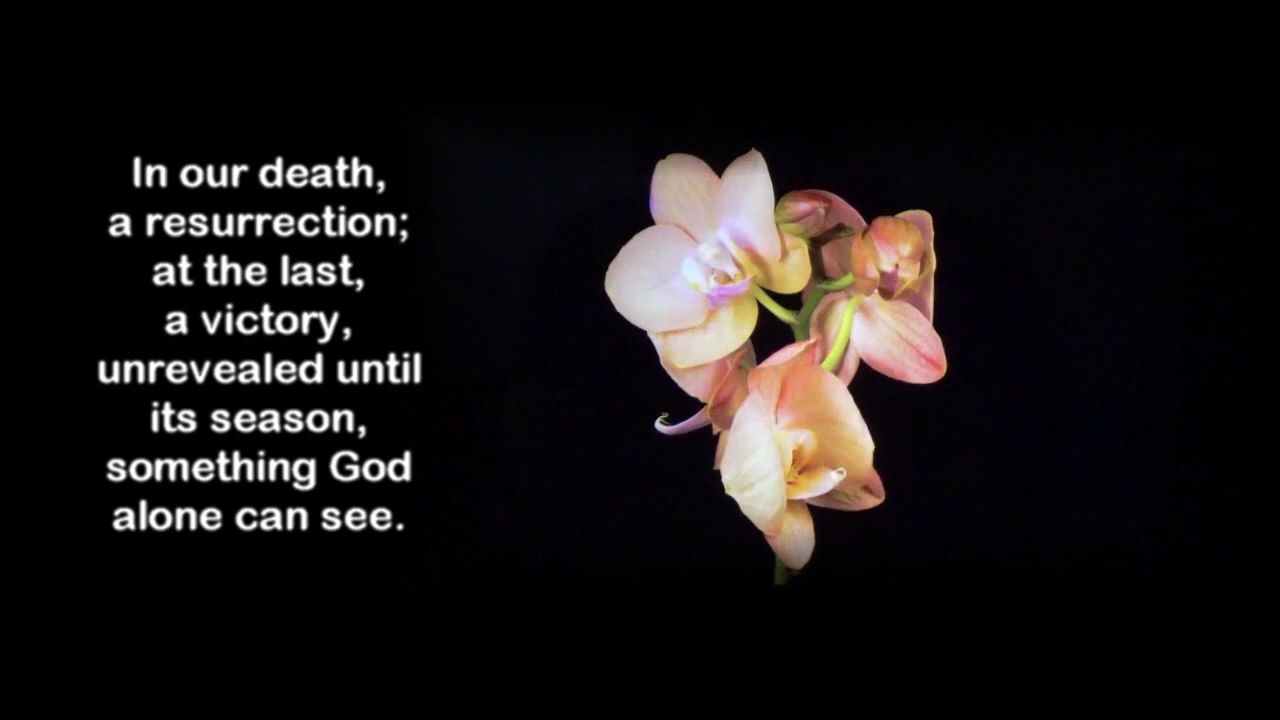 In our death,
a resurrection;
at the last,
a victory,
unrevealed until
its season,
something God
alone can see.